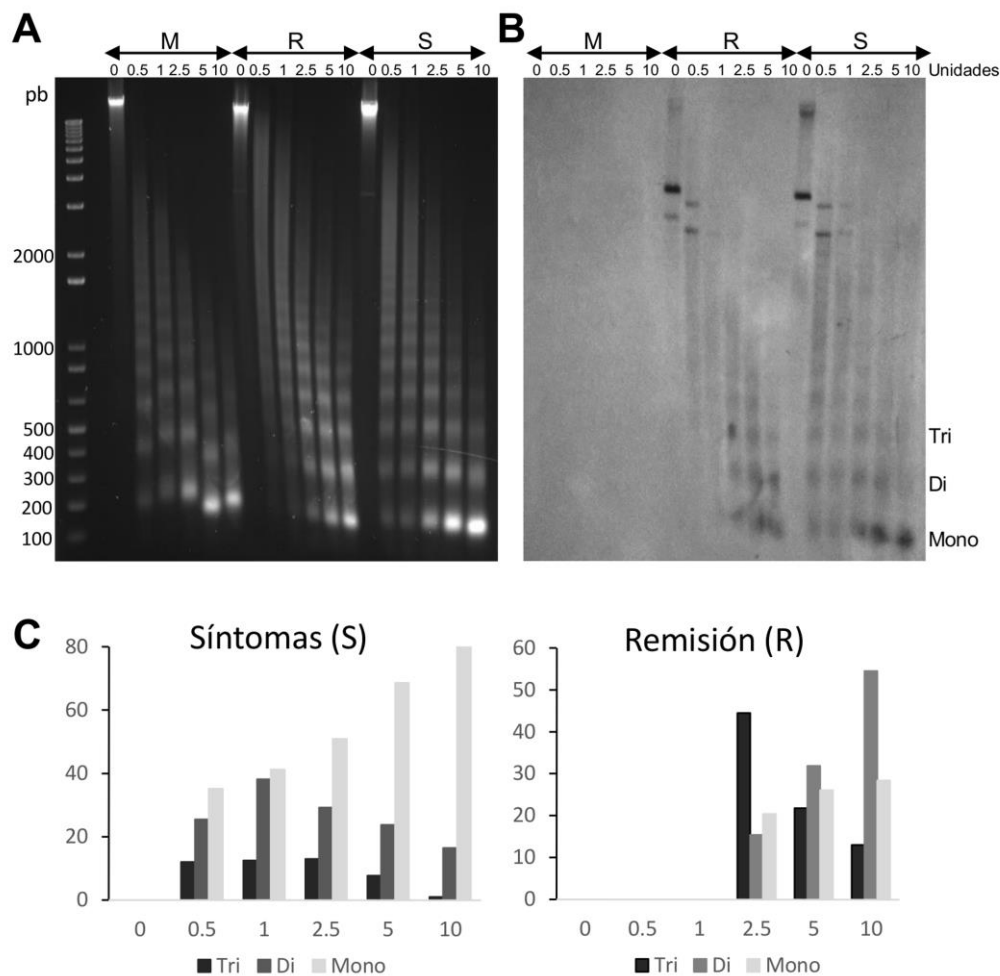 A
M R S
0 0.5 1 2.5 5 10 0 0.5 1 2.5 5 10 0 0.5 1 2.5 5 10
pb
2000
1000
500
400
300
200
100
B
M R S
0 0.5 1 2.5 5 10 0 0.5 1 2.5 5 10 0 0.5 1 2.5 5 10 Unidades
Tri
Di
Mono
C
Síntomas (S)
80
60
40
20
0
0 0.5 1 2.5 5 10
Tri Di Mono
Remisión (R)
60
50
40
30
20
10
0
0 0.5 1 2.5 5 10
Tri Di Mono